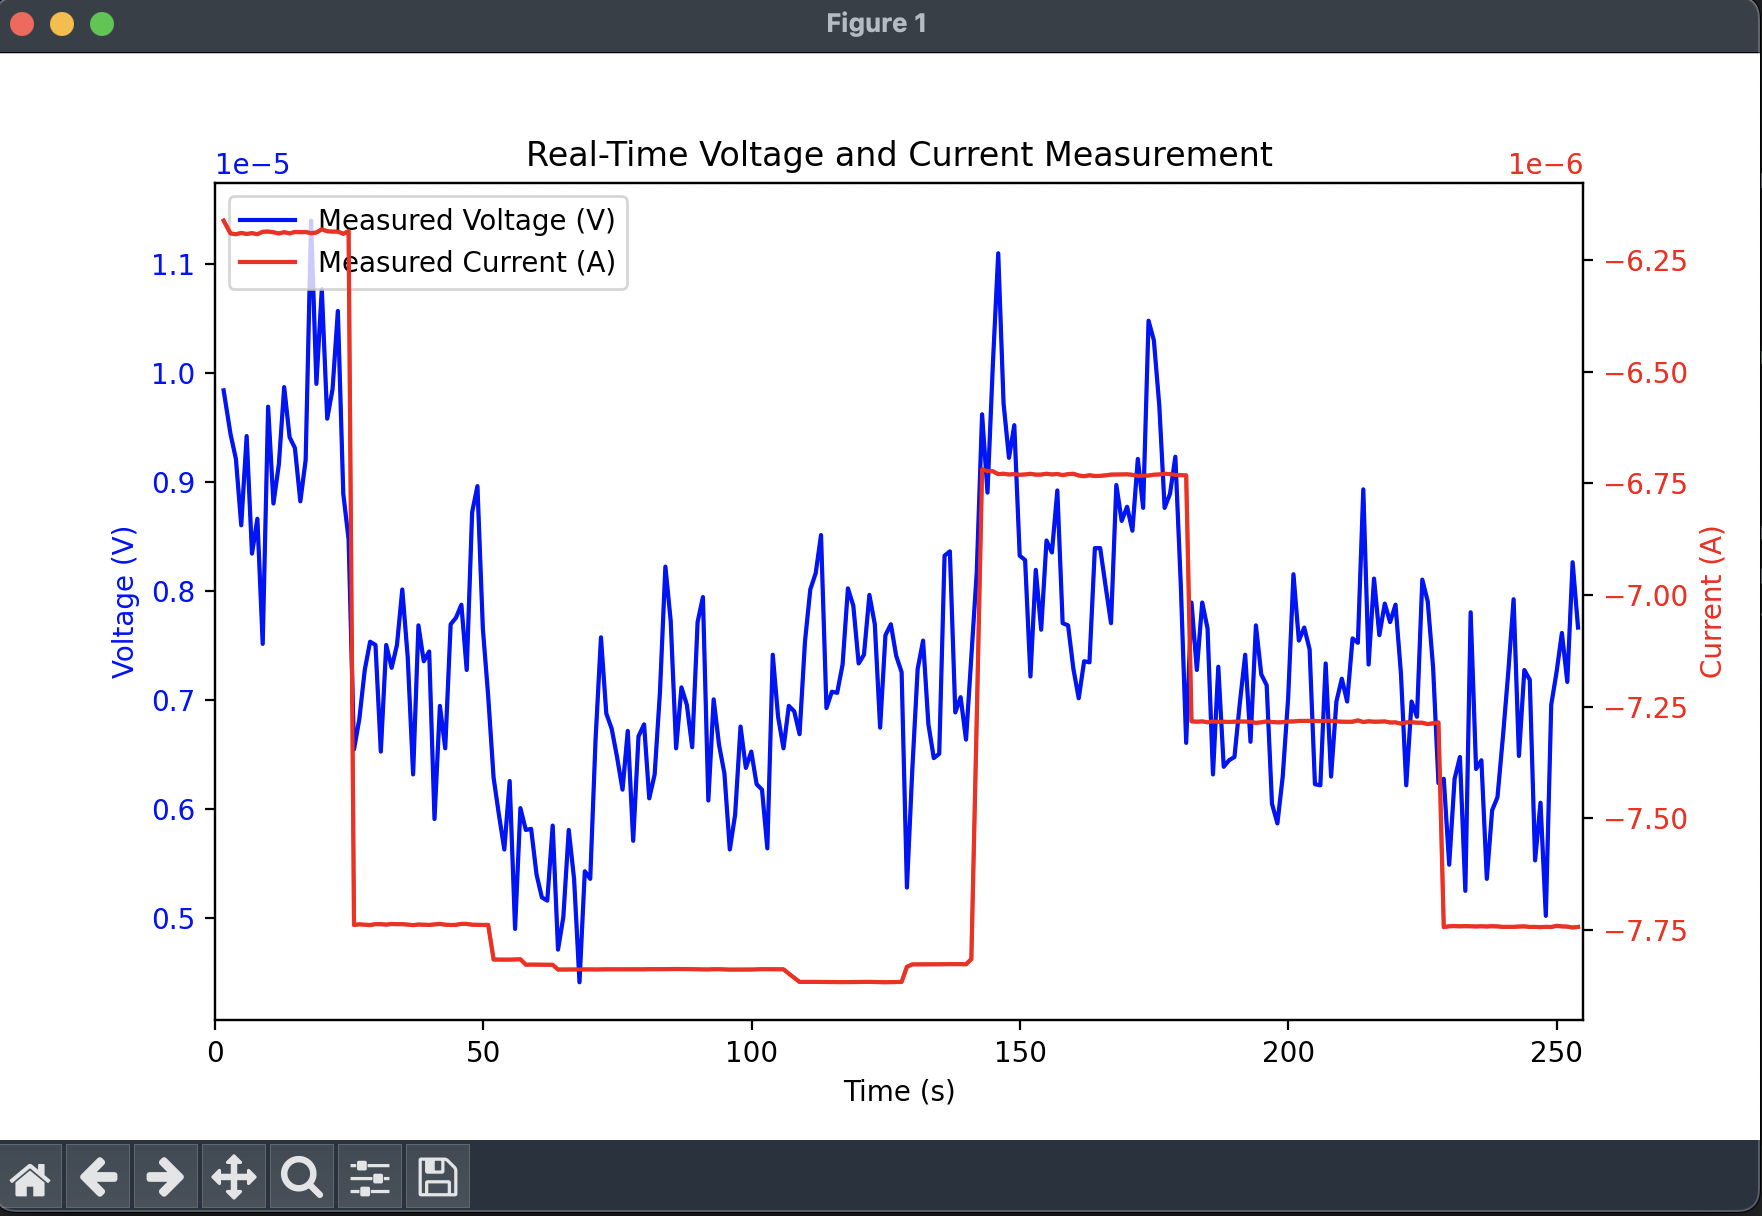 Figure 1
Real-Time Voltage and Current Measurement
1e−5
1e−6
Measured Voltage (V)
Measured Current (A)
1.1
1.0
0.9
0.8
0.7
0.6
0.5
Voltage (V)
−6.25
−6.50
−6.75
−7.00
−7.25
−7.50
−7.75
Current (A)
0 50 100 150 200 250
Time (s)